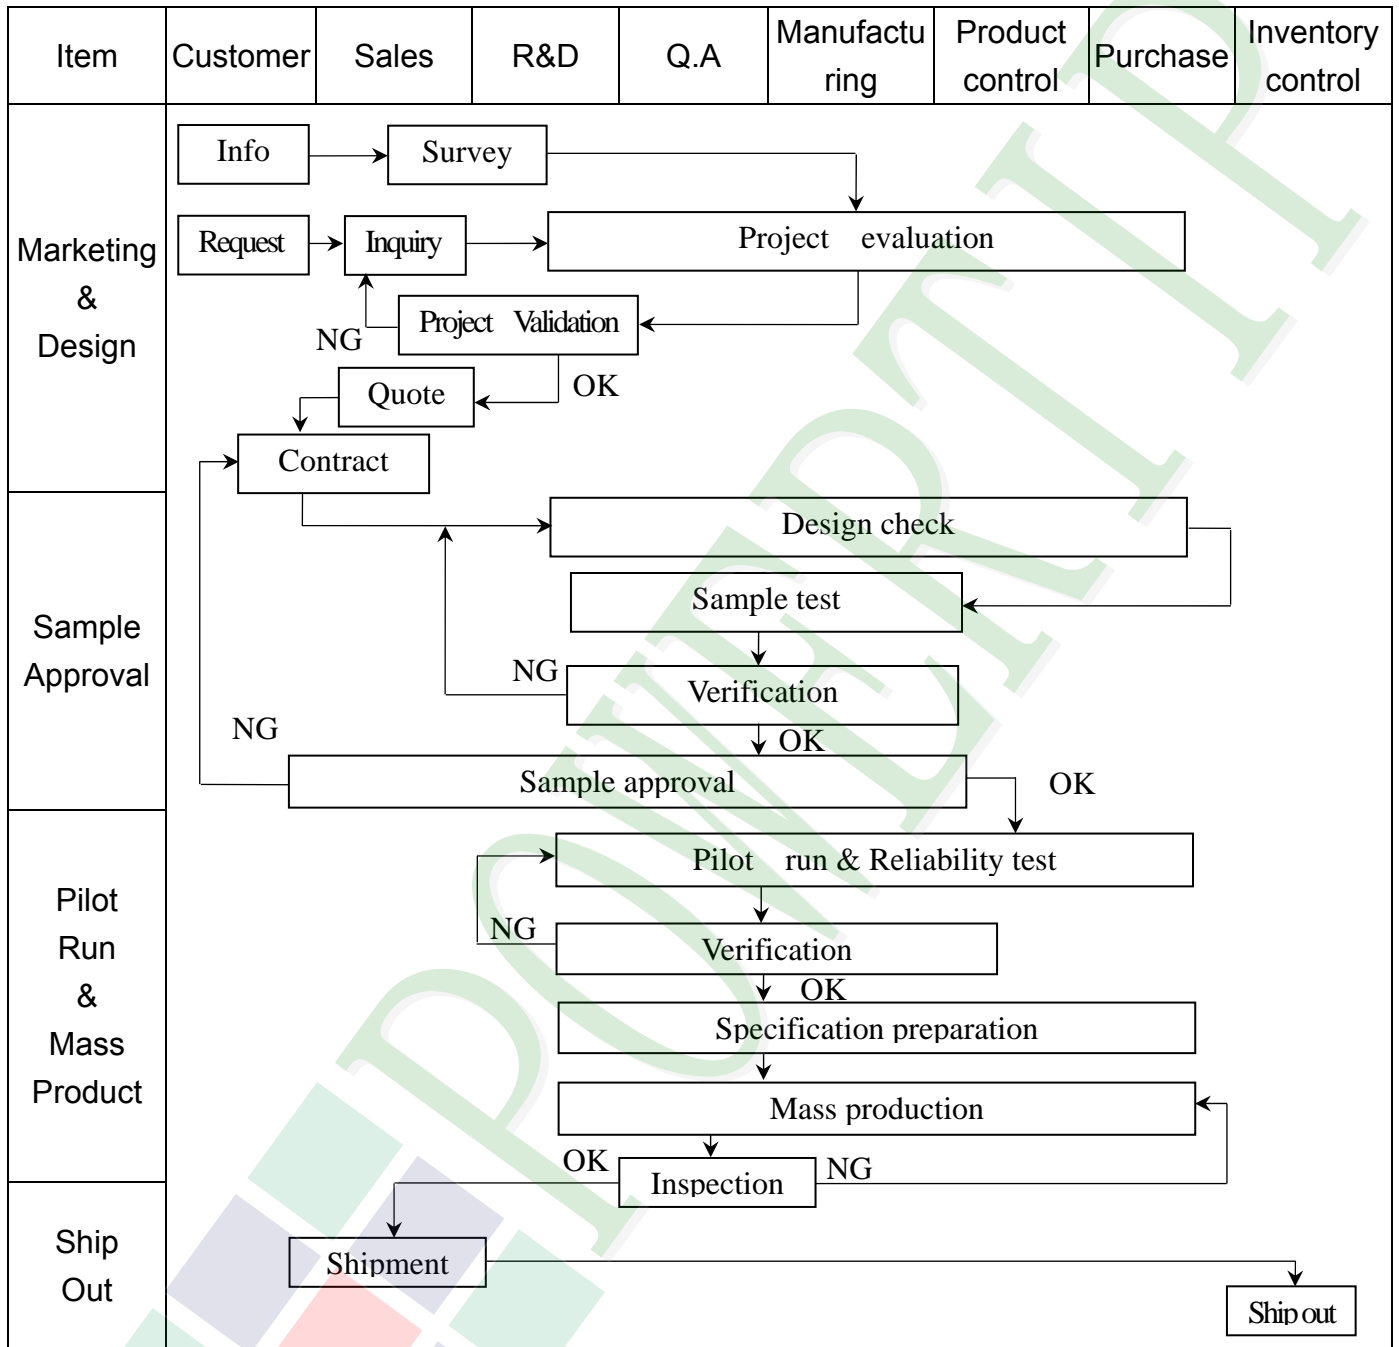 Item
Customer
Sales
R&D
Q.A
Manufactu
ring
Product
control
Purchase
Inventory
control
Marketing
&
Design
Info
Survey
Request
Inquiry
Project evaluation
NG
Project Validation
OK
Quote
Contract
Sample
Approval
Design check
Sample test
NG
Verification
OK
NG
Sample approval
OK
Pilot
Run
&
Mass
Product
Pilot run & Reliability test
NG
Verification
OK
Specification preparation
Mass production
OK
Inspection
NG
Ship
Out
Shipment
Ship out
POWERTIP